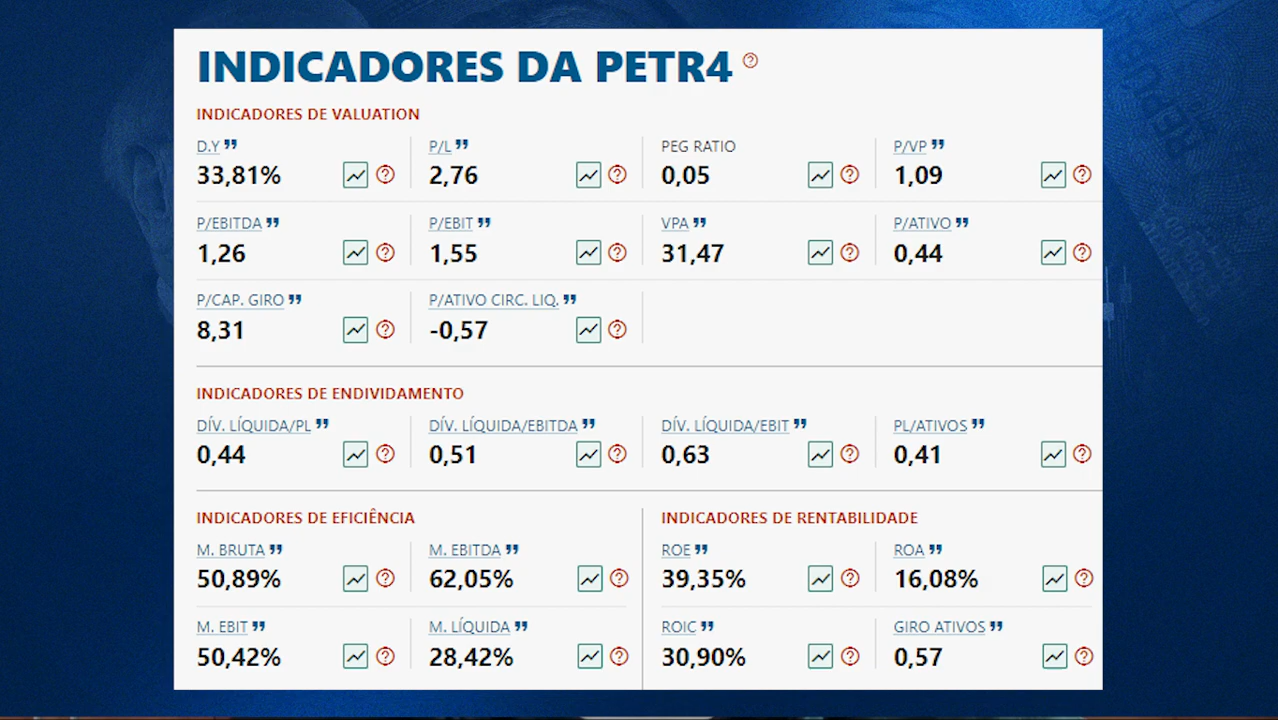 INDICADORES DA PETR4
INDICADORES DE VALUATION
D.Y P/L PEG RATIO P/VP
33,81% 2,76 0,05 1,09
P/EBITDA P/EBIT VPA P/ATIVO
1,26 1,55 31,47 0,44
P/CAP. GIRO P/ATIVO CIRC. LIQ.
8,31 -0,57
INDICADORES DE ENDIVIDAMENTO
DÍV. LÍQUIDA/PL DÍV. LÍQUIDA/EBITDA DÍV. LÍQUIDA/EBIT PL/ATIVOS
0,44 0,51 0,63 0,41
INDICADORES DE EFICIÊNCIA INDICADORES DE RENTABILIDADE
M. BRUTA M. EBITDA ROE ROA
50,89% 62,05% 39,35% 16,08%
M. EBIT M. LÍQUIDA ROIC GIRO ATIVOS
50,42% 28,42% 30,90% 0,57